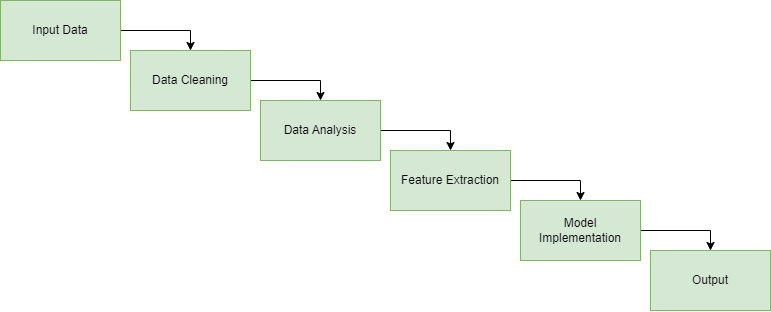 Input Data
Data Cleaning
Data Analysis
Feature Extraction
Model
Implementation
Output